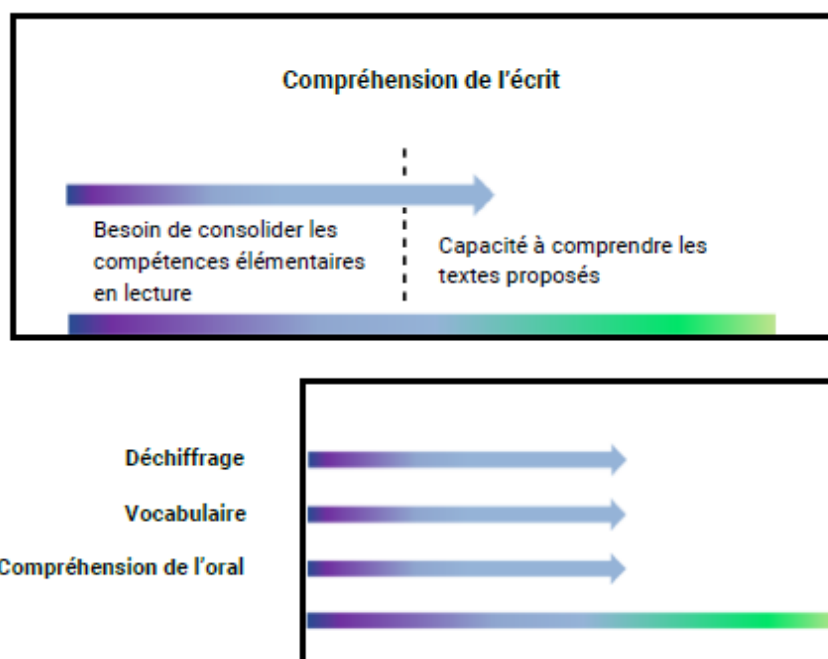 Compréhension de l'écrit
Besoin de consolider les
compétences élémentaires
en lecture
Capacité à comprendre les
textes proposés
Déchiffrage
Vocabulaire
Compréhension de l'oral